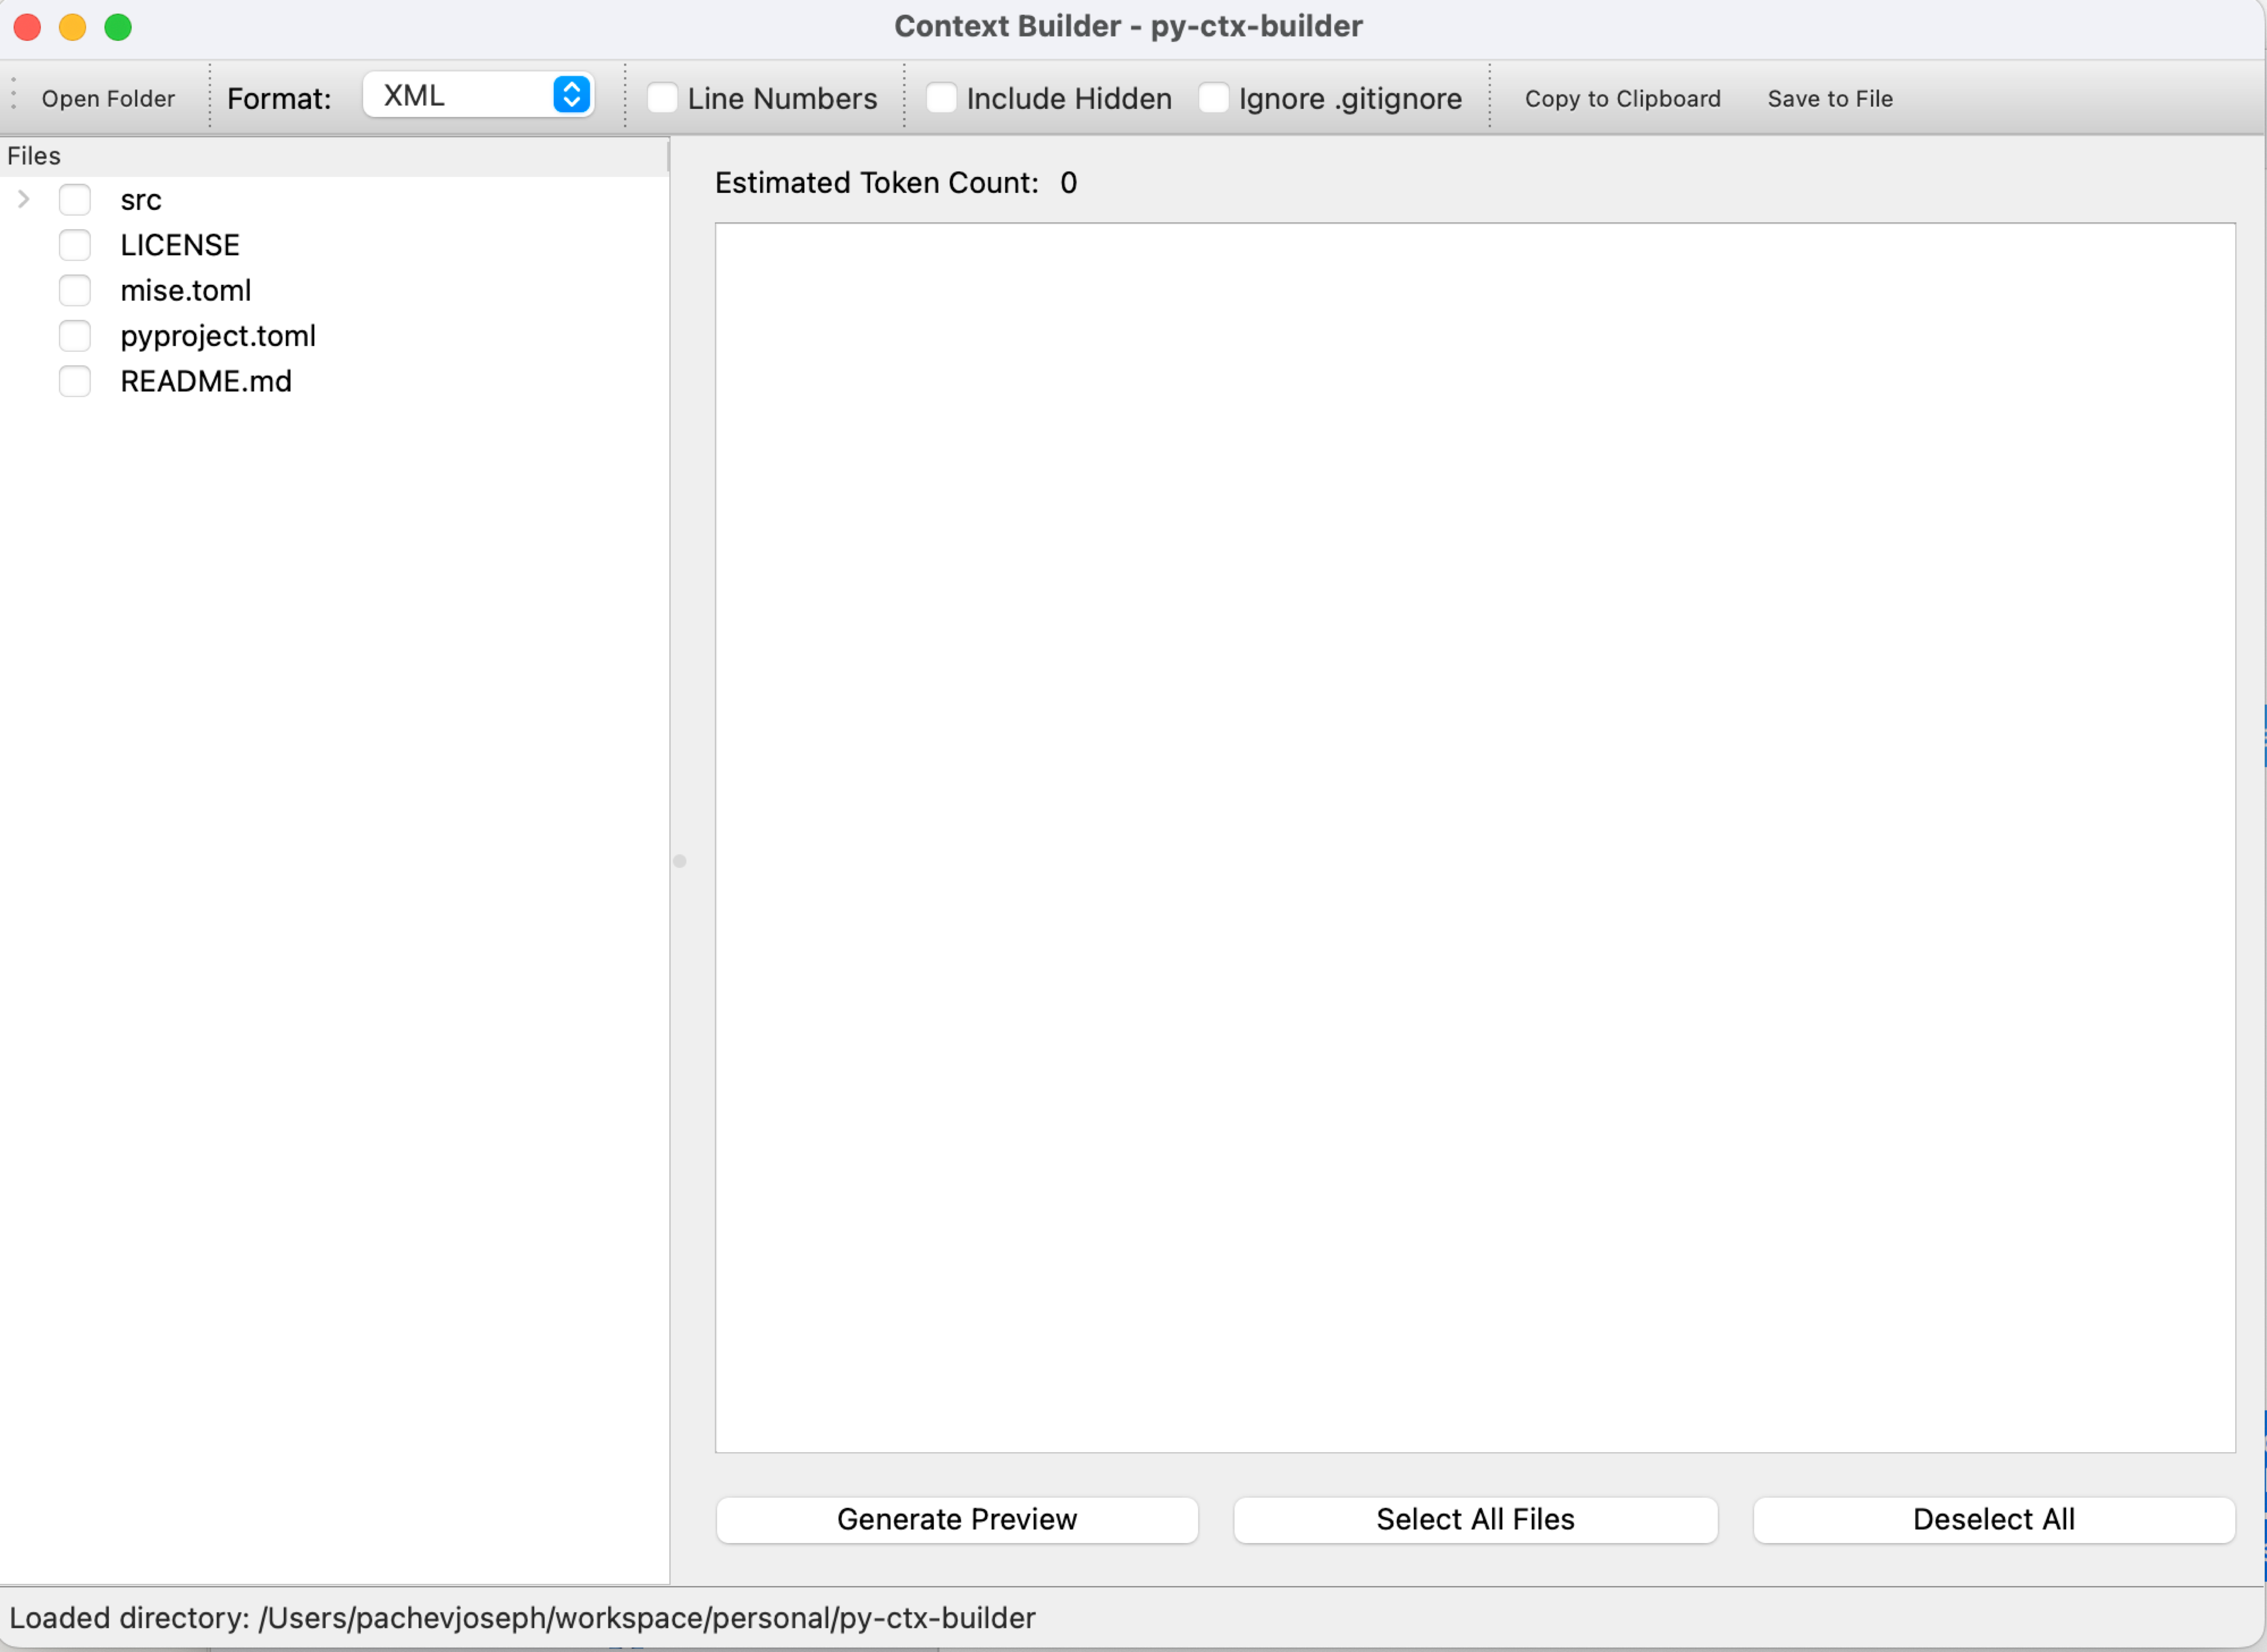 Context Builder - py-ctx-builder
Open Folder Format: XML Line Numbers Include Hidden Ignore .gitignore Copy to Clipboard Save to File
Files
src
LICENSE
mise.toml
pyproject.toml
README.md
Estimated Token Count: 0
Generate Preview Select All Files Deselect All
Loaded directory: /Users/pachevjoseph/workspace/personal/py-ctx-builder